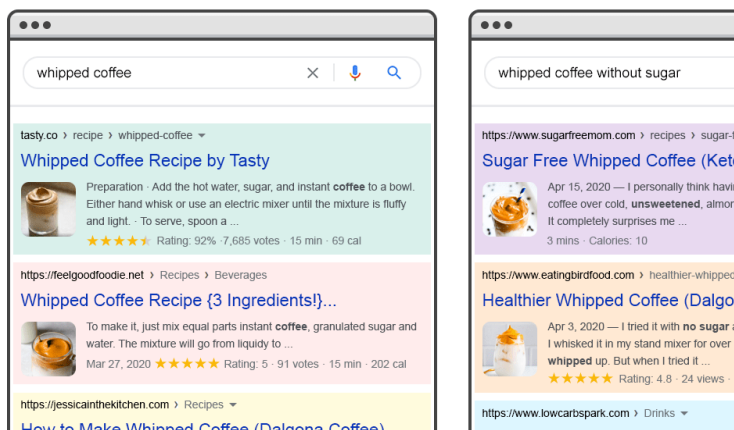 whipped coffee
tasty.co › recipe › whipped-coffee
Whipped Coffee Recipe by Tasty
Preparation · Add the hot water, sugar, and instant coffee to a bowl.
Either hand whisk or use an electric mixer until the mixture is fluffy
and light. · To serve, spoon a ...
Rating: 92% ·7,685 votes · 15 min · 69 cal
https://feelgoodfoodie.net › Recipes › Beverages
Whipped Coffee Recipe {3 Ingredients!}...
To make it, just mix equal parts instant coffee, granulated sugar and
water. The mixture will go from liquidy to ...
Mar 27, 2020 Rating: 5 · 91 votes · 15 min · 202 cal
https://jessicainthekitchen.com › Recipes
How to Make Whipped Coffee (Dalgona Coffee)
whipped coffee without sugar
https://www.sugarfreemom.com › recipes ›
Sugar Free Whipped Coffee
Apr 15, 2020 — I personally think
coffee over cold, unsweetened,
It completely surprises me ...
3 mins · Calories: 10
https://www.eatingbirdfood.com ›
Healthier Whipped Coffee
Apr 3, 2020 — I tried it with no sugar
I whisked it in my stand mixer for over
whipped up. But when I tried it ...
Rating: 4.8 · 24 views ·
https://www.lowcarbspark.com › Drinks